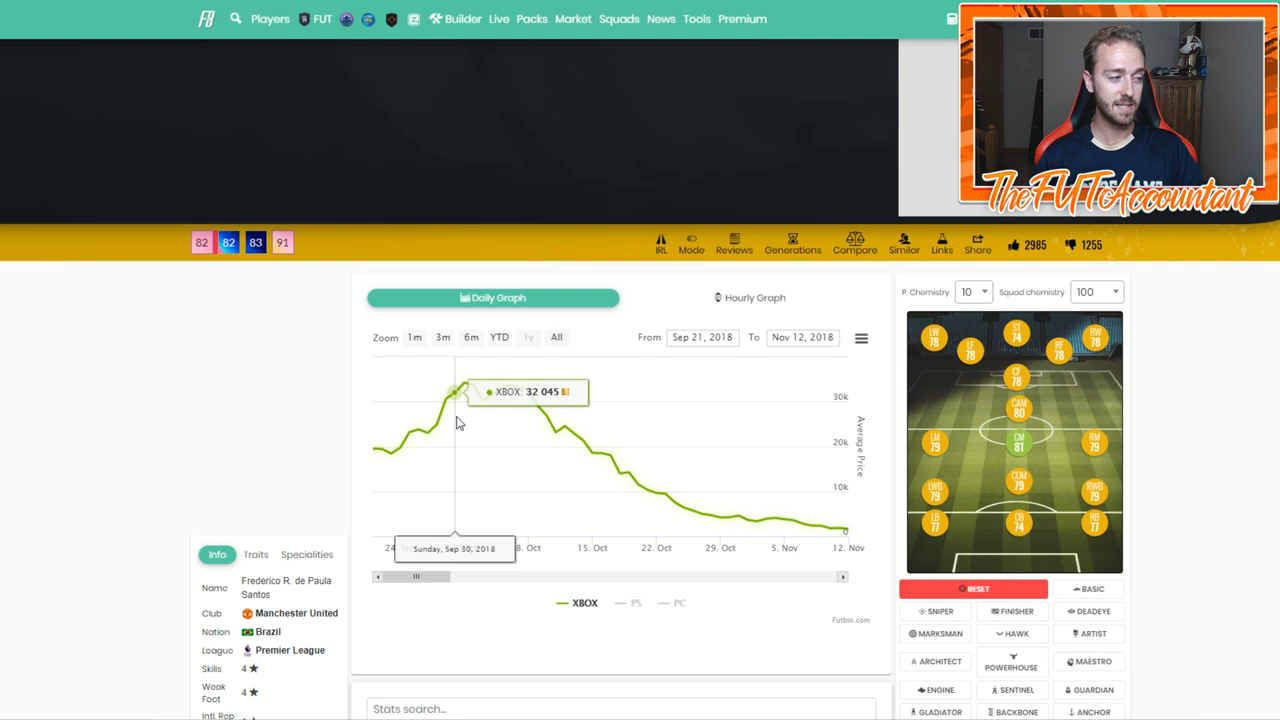 FB Players FUT Builder Live Packs Market Squads News Tools Premium
TheFUTAccountant
82 82 83 91
IRL Mode Reviews Generations Compare Similar Links Share 2985 1255
Daily Graph Hourly Graph
P. Chemistry 10 Squad chemistry 100
Zoom 1m 3m 6m YTD 1y All From Sep 21, 2018 To Nov 12, 2018
XBOX: 32 045
30k
20k
10k
0
Average Price
Sunday, Sep 30, 2018
24 8. Oct 15. Oct 22. Oct 29. Oct 5. Nov 12. Nov
XBOX PS PC
Futbin.com
Stats search...
Info Traits Specialities
Name Frederico R. de Paula Santos
Club Manchester United
Nation Brazil
League Premier League
Skills 4
Weak Foot 4
Intl. Rep
LW 78
ST 74
RW 78
LF 78
RF 78
CF 78
CAM 80
LM 79
CM 81
RM 79
LWB 79
CDM 79
RWB 79
LB 77
CB 74
RB 77
RESET BASIC
SNIPER FINISHER DEADEYE
MARKSMAN HAWK ARTIST
ARCHITECT POWERHOUSE MAESTRO
ENGINE SENTINEL GUARDIAN
GLADIATOR BACKBONE ANCHOR